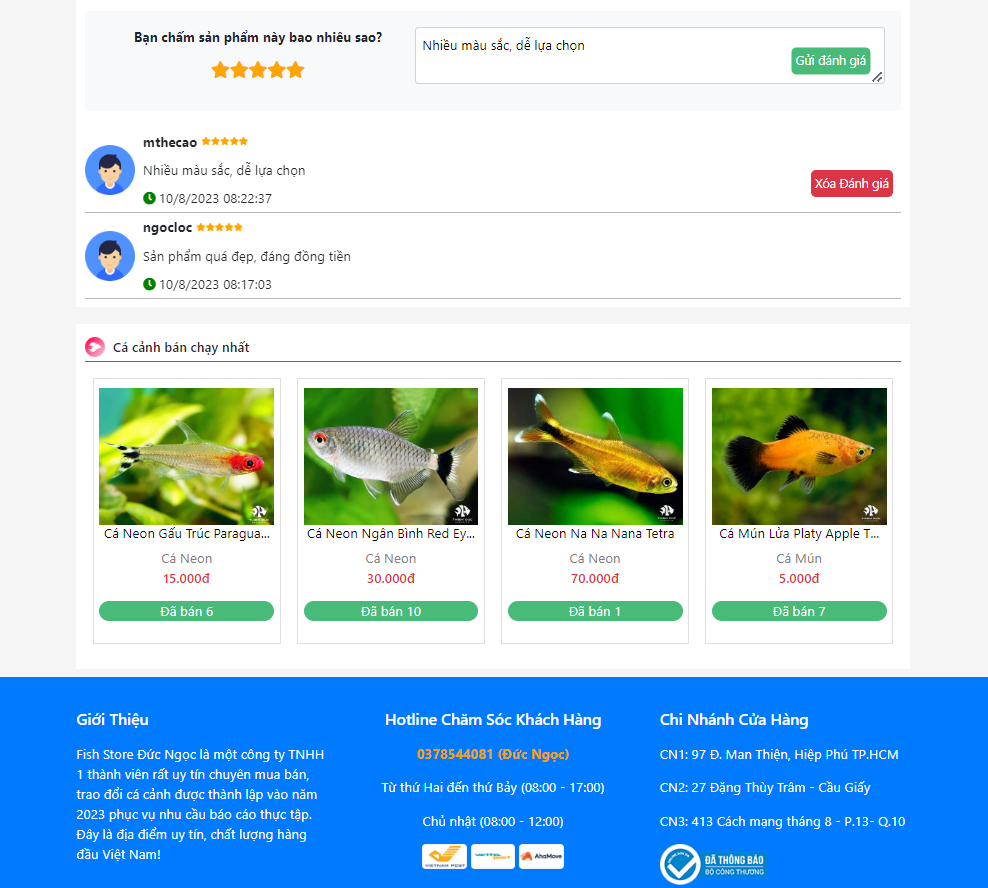 Bạn chấm sản phẩm này bao nhiêu sao?
Nhiều màu sắc, dễ lựa chọn
Gửi đánh giá
mthecao
Nhiều màu sắc, dễ lựa chọn
10/8/2023 08:22:37
Xóa Đánh giá
ngocloc
Sản phẩm quá đẹp, đáng đồng tiền
10/8/2023 08:17:03
Cá cảnh bán chạy nhất
Cá Neon Gấu Trúc Paragua...
Cá Neon
15.000đ
Đã bán 6
Cá Neon Ngân Bình Red Ey...
Cá Neon
30.000đ
Đã bán 10
Cá Neon Na Na Nana Tetra
Cá Neon
70.000đ
Đã bán 1
Cá Mún Lửa Platy Apple T...
Cá Mún
5.000đ
Đã bán 7
Giới Thiệu
Fish Store Đức Ngọc là một công ty TNHH
1 thành viên rất uy tín chuyên mua bán,
trao đổi cá cảnh được thành lập vào năm
2023 phục vụ nhu cầu báo cáo thực tập.
Đây là địa điểm uy tín, chất lượng hàng
đầu Việt Nam!
Hotline Chăm Sóc Khách Hàng
0378544081 (Đức Ngọc)
Từ thứ Hai đến thứ Bảy (08:00 - 17:00)
Chủ nhật (08:00 - 12:00)
VIETNAM POST
AhaMove
Chi Nhánh Cửa Hàng
CN1: 97 Đ. Man Thiện, Hiệp Phú TP.HCM
CN2: 27 Đặng Thùy Trâm - Cầu Giấy
CN3: 413 Cách mạng tháng 8 - P.13- Q.10
ĐÃ THÔNG BÁO
BỘ CÔNG THƯƠNG